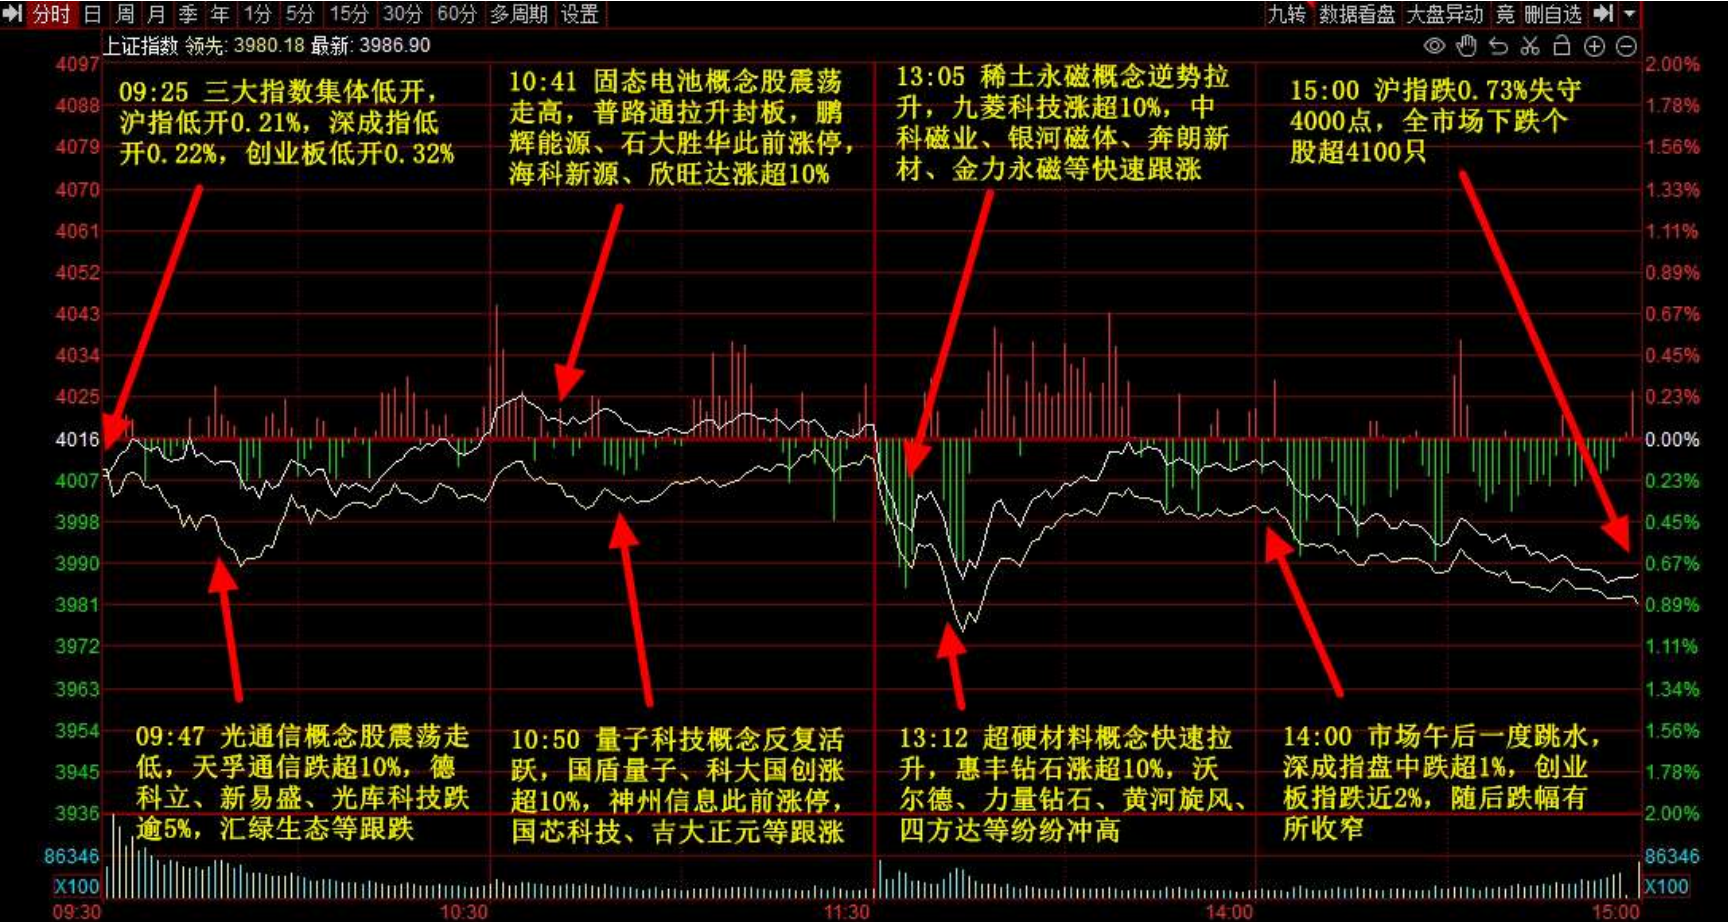 分时 日 周 月 季 年 1分 5分 15分 30分 60分 多周期 设置 九转 数据看盘 大盘异动 竞 删自选
上证指数 领先: 3980.18 最新: 3986.90
09:25 三大指数集体低开，
沪指低开0.21%，深成指低
开0.22%，创业板低开0.32%
10:41 固态电池概念股震荡
走高，普路通拉升封板，鹏
辉能源、石大胜华此前涨停，
海科新源、欣旺达涨超10%
13:05 稀土永磁概念逆势拉
升，九菱科技涨超10%，中
科磁业、银河磁体、奔朗新
材、金力永磁等快速跟涨
15:00 沪指跌0.73%失守
4000点，全市场下跌个
股超4100只
4097
4088
4079
4070
4061
4052
4043
4034
4025
4016
4007
3998
3990
3981
3972
3963
3954
3945
3936
86346
X100
2.00%
1.78%
1.56%
1.33%
1.11%
0.89%
0.67%
0.45%
0.23%
0.00%
0.23%
0.45%
0.67%
0.89%
1.11%
1.34%
1.56%
1.78%
2.00%
86346
X100
09:47 光通信概念股震荡走
低，天孚通信跌超10%，德
科立、新易盛、光库科技跌
逾5%，汇绿生态等跟跌
10:50 量子科技概念反复活
跃，国盾量子、科大国创涨
超10%，神州信息此前涨停，
国芯科技、吉大正元等跟涨
13:12 超硬材料概念快速拉
升，惠丰钻石涨超10%，沃
尔德、力量钻石、黄河旋风、
四方达等纷纷冲高
14:00 市场午后一度跳水，
深成指盘中跌超1%，创业
板指跌近2%，随后跌幅有
所收窄
09:30 10:30 11:30 14:00 15:00